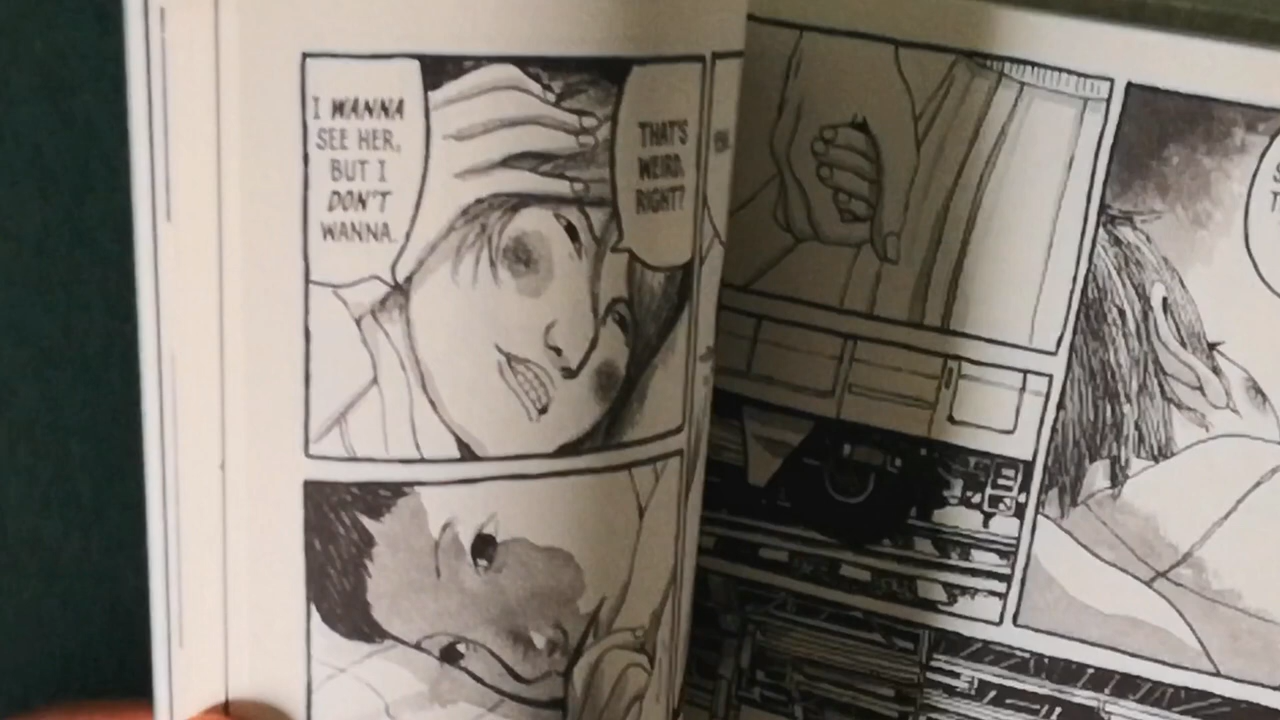 I WANNA
SEE HER,
BUT I
DON'T
WANNA.
THAT'S
WEIRD,
RIGHT?